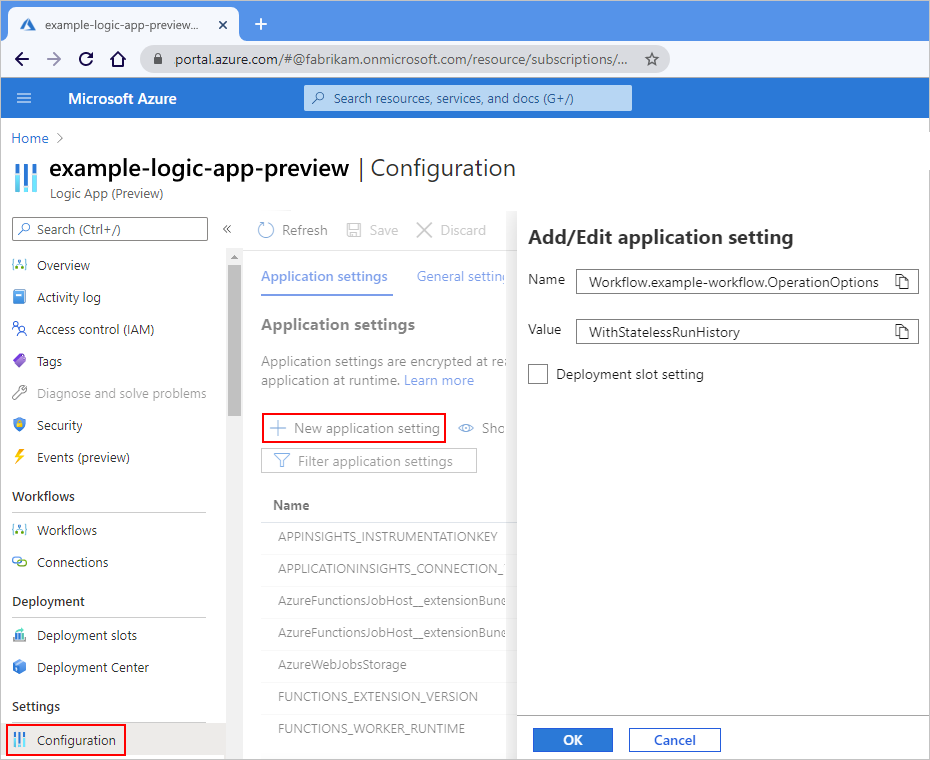 example-logic-app-preview...
portal.azure.com/#@fabrikam.onmicrosoft.com/resource/subscriptions/...
Microsoft Azure
Search resources, services, and docs (G+/)
Home
example-logic-app-preview | Configuration
Logic App (Preview)
Search (Ctrl+/)
Overview
Activity log
Access control (IAM)
Tags
Diagnose and solve problems
Security
Events (preview)
Workflows
Workflows
Connections
Deployment
Deployment slots
Deployment Center
Settings
Configuration
Refresh
Save
Discard
Application settings
General settin
Application settings
Application settings are encrypted at re
application at runtime. Learn more
New application setting
Sho
Filter application settings
Name
APPINSIGHTS_INSTRUMENTATIONKEY
APPLICATIONINSIGHTS_CONNECTION_
AzureFunctionsJobHost__extensionBund
AzureFunctionsJobHost__extensionBund
AzureWebJobsStorage
FUNCTIONS_EXTENSION_VERSION
FUNCTIONS_WORKER_RUNTIME
Add/Edit application setting
Name
Workflow.example-workflow.OperationOptions
Value
WithStatelessRunHistory
Deployment slot setting
OK
Cancel